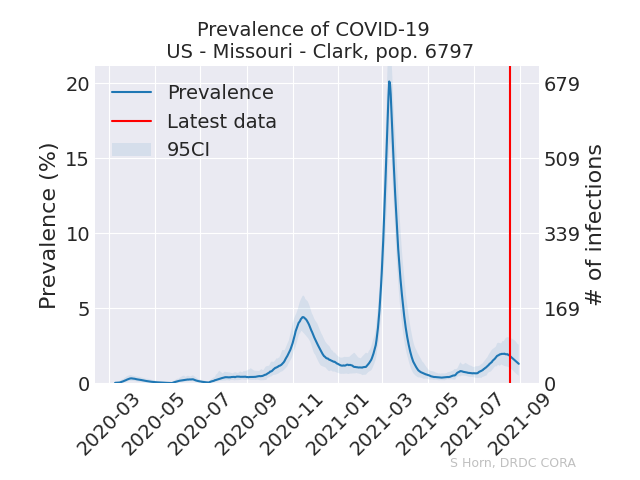 Prevalence of COVID-19
US - Missouri - Clark, pop. 6797
Prevalence
Latest data
95CI
Prevalence (%)
20
15
10
5
0
679
509
339
169
0
# of infections
2020-03
2020-05
2020-07
2020-09
2020-11
2021-01
2021-03
2021-05
2021-07
2021-09
S Horn, DRDC CORA